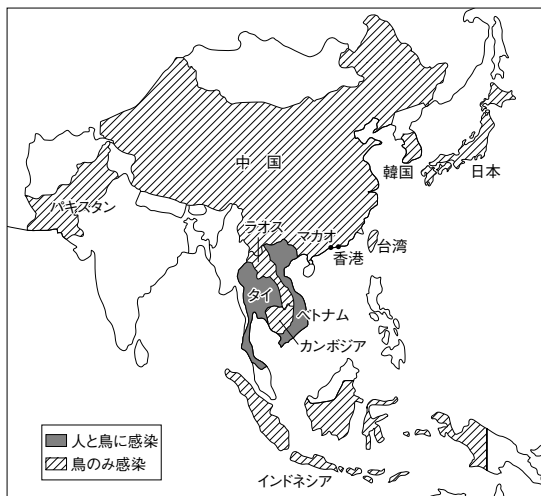 中国
韓国
日本
パキスタン
ラオス
マカオ
香港
台湾
タイ
ベトナム
カンボジア
人と鳥に感染
鳥のみ感染
インドネシア